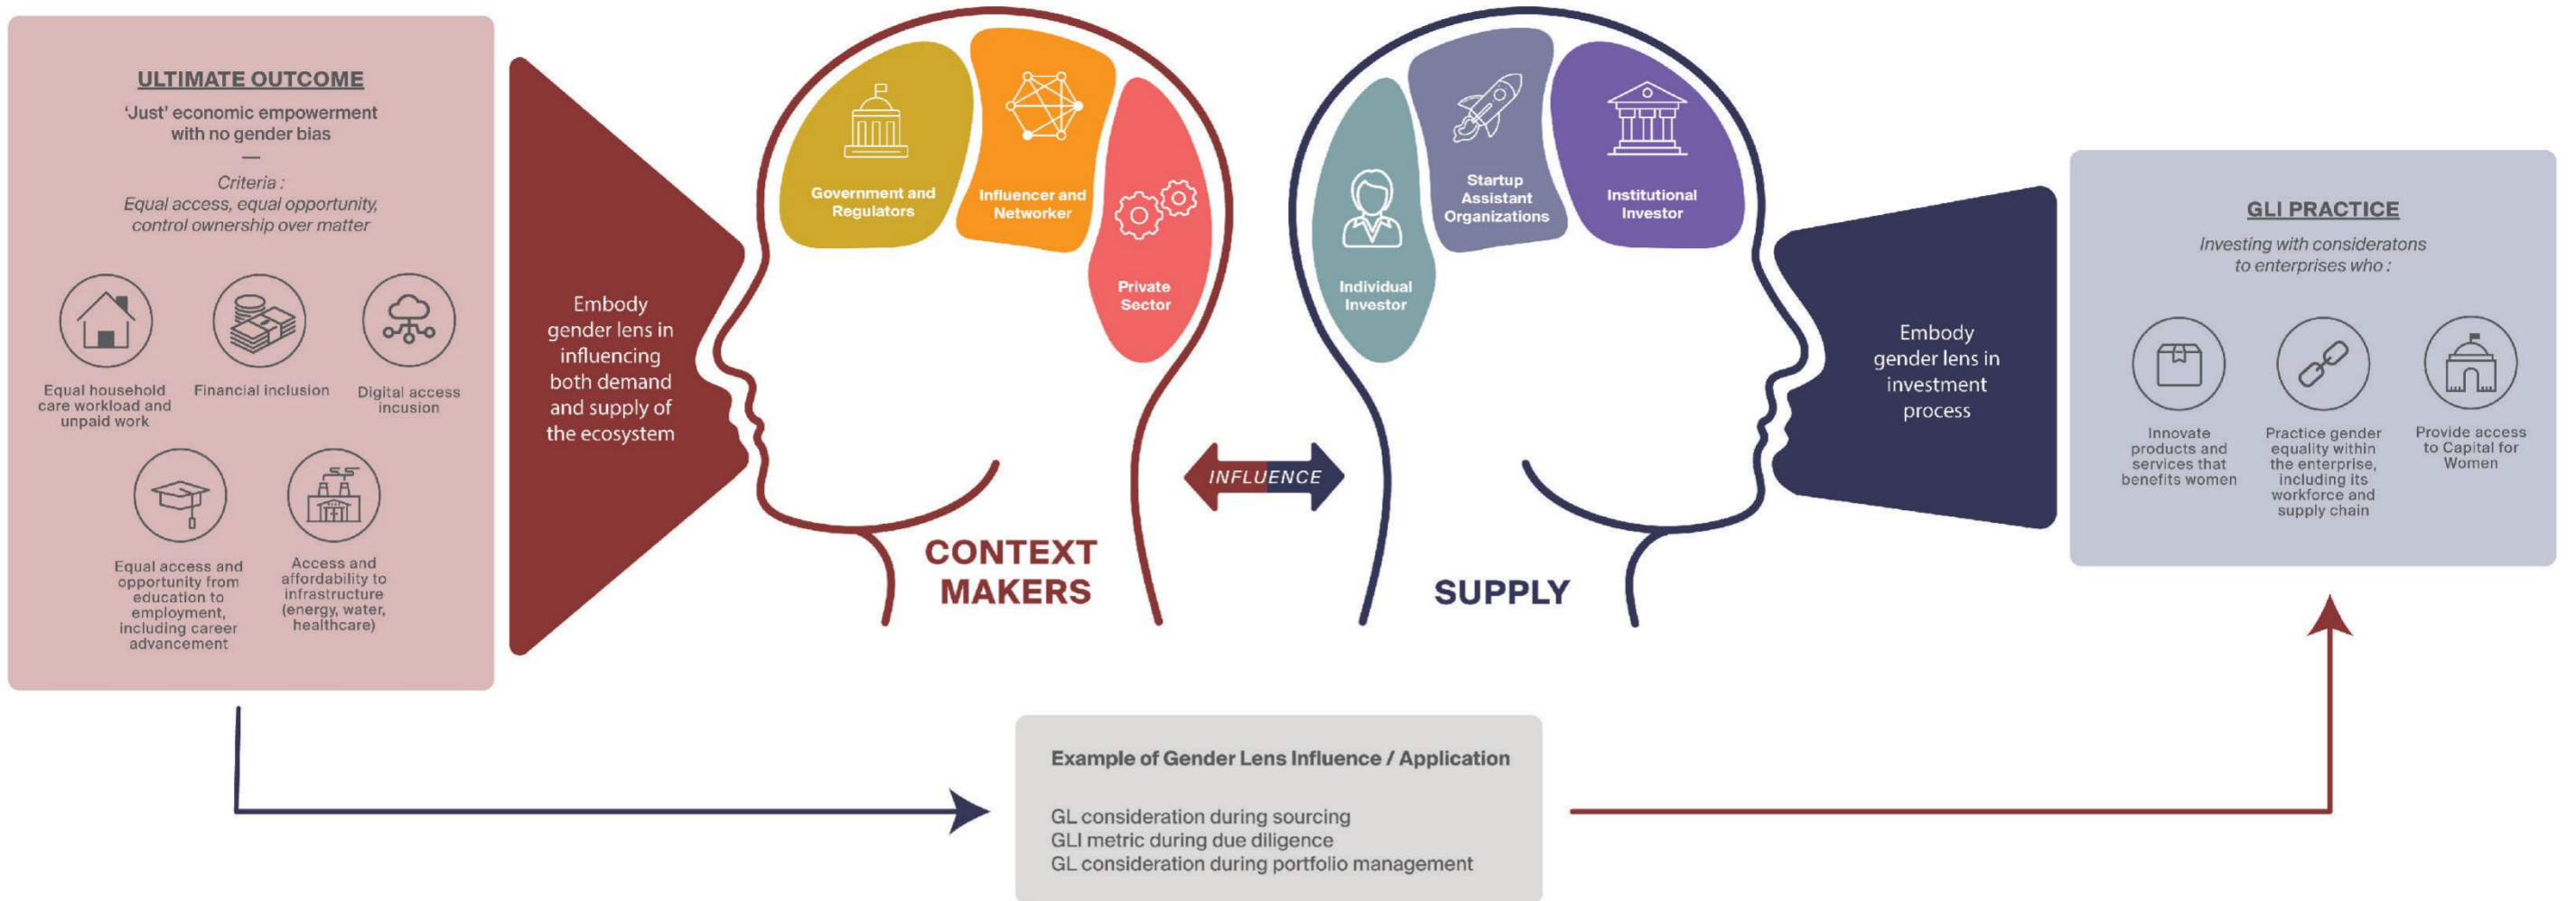 ULTIMATE OUTCOME
'Just' economic empowerment
with no gender bias
—
Criteria :
Equal access, equal opportunity,
control ownership over matter
Equal household
care workload and
unpaid work
Financial inclusion
Digital access
incusion
Equal access and
opportunity from
education to
employment,
including career
advancement
Access and
affordability to
infrastructure
(energy, water,
healthcare)
Embody
gender lens in
influencing
both demand
and supply of
the ecosystem
Government and
Regulators
Influencer and
Networker
Private
Sector
CONTEXT
MAKERS
INFLUENCE
Individual
Investor
Startup
Assistant
Organizations
Institutional
Investor
SUPPLY
Embody
gender lens in
investment
process
GLI PRACTICE
Investing with consideratons
to enterprises who :
Innovate
products and
services that
benefits women
Practice gender
equality within
the enterprise,
including its
workforce and
supply chain
Provide access
to Capital for
Women
Example of Gender Lens Influence / Application
GL consideration during sourcing
GLI metric during due diligence
GL consideration during portfolio management